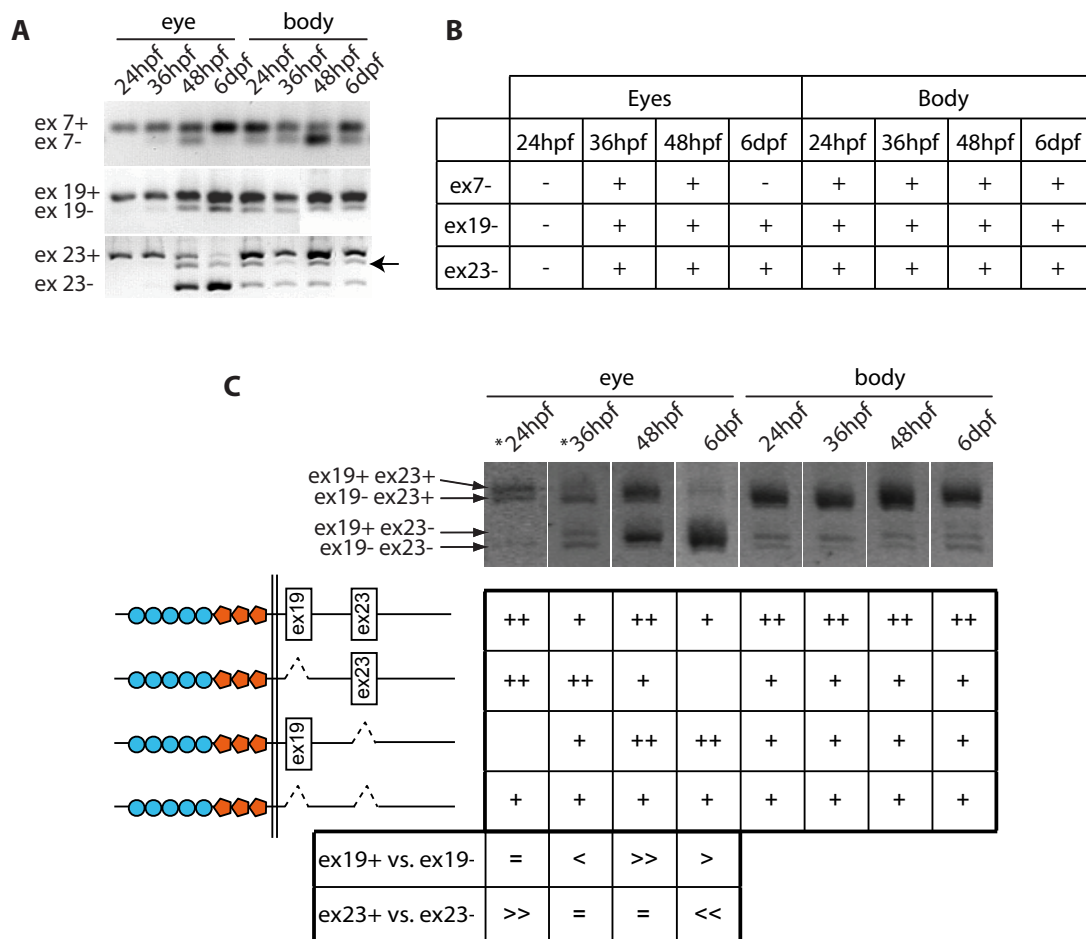 A
eye body
24hpf 36hpf 48hpf 6dpf 24hpf 36hpf 48hpf 6dpf
ex 7+
ex 7-
ex 19+
ex 19-
ex 23+
ex 23-
B
Eyes Body
24hpf 36hpf 48hpf 6dpf 24hpf 36hpf 48hpf 6dpf
ex7- - + + - + + + +
ex19- - + + + + + + +
ex23- - + + + + + + +
C
eye body
*24hpf *36hpf 48hpf 6dpf 24hpf 36hpf 48hpf 6dpf
ex19+ ex23+
ex19- ex23+
ex19+ ex23-
ex19- ex23-
ex19 ex23 ++ + ++ + ++ ++ ++ ++
ex23 ++ ++ + + + + +
ex19 + ++ ++ + + + +
+ + + + + + + +
ex19+ vs. ex19- = < >> >
ex23+ vs. ex23- >> = = <<